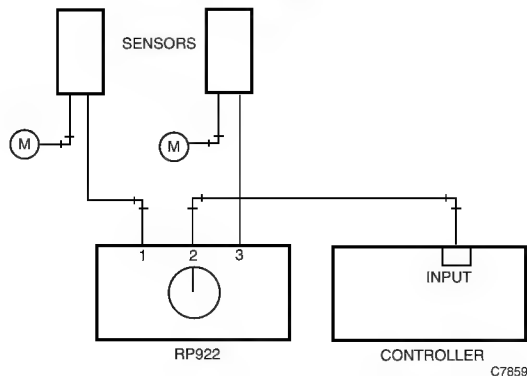 SENSORS
M
M
1 2 3
INPUT
RP922
CONTROLLER
C7859